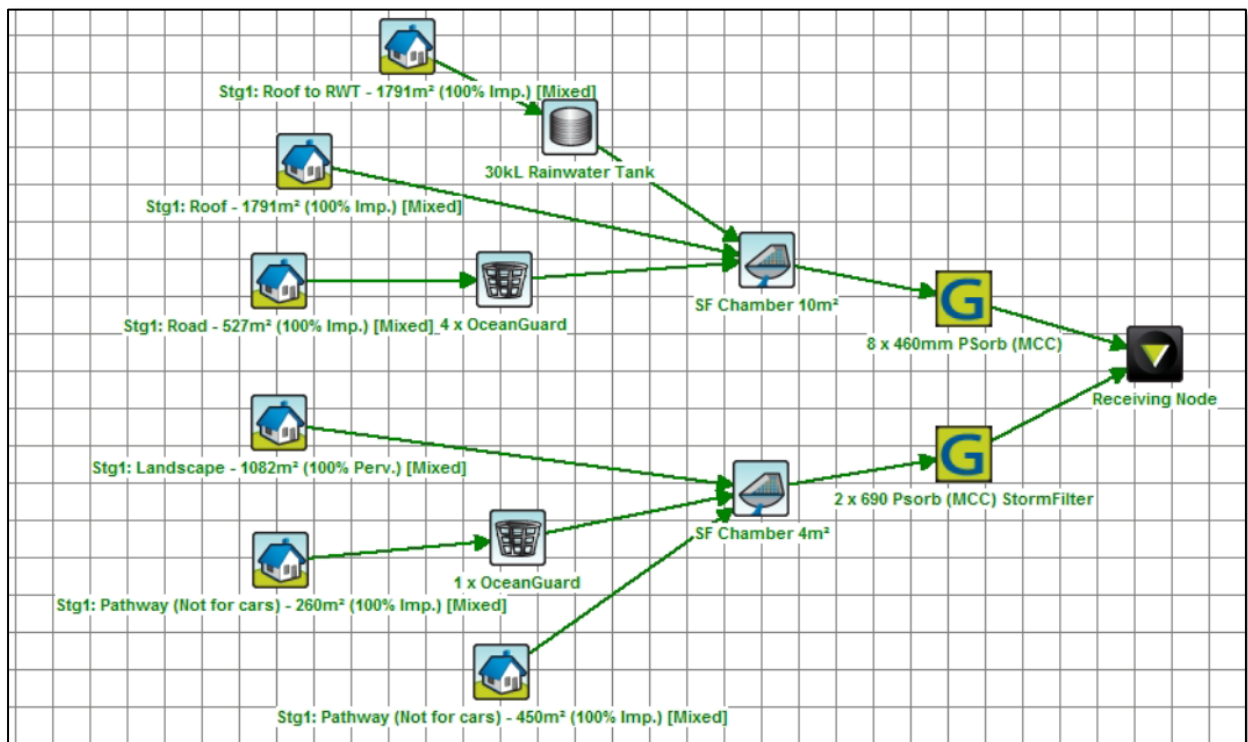 Stg1: Roof to RWT - 1791m² (100% Imp.) [Mixed]
30kL Rainwater Tank
Stg1: Roof - 1791m² (100% Imp.) [Mixed]
SF Chamber 10m²
Stg1: Road - 527m² (100% Imp.) [Mixed]
4 x OceanGuard
G
8 x 460mm PSorb (MCC)
Receiving Node
Stg1: Landscape - 1082m² (100% Perv.) [Mixed]
G
2 x 690 Psorb (MCC) StormFilter
SF Chamber 4m²
1 x OceanGuard
Stg1: Pathway (Not for cars) - 260m² (100% Imp.) [Mixed]
Stg1: Pathway (Not for cars) - 450m² (100% Imp.) [Mixed]